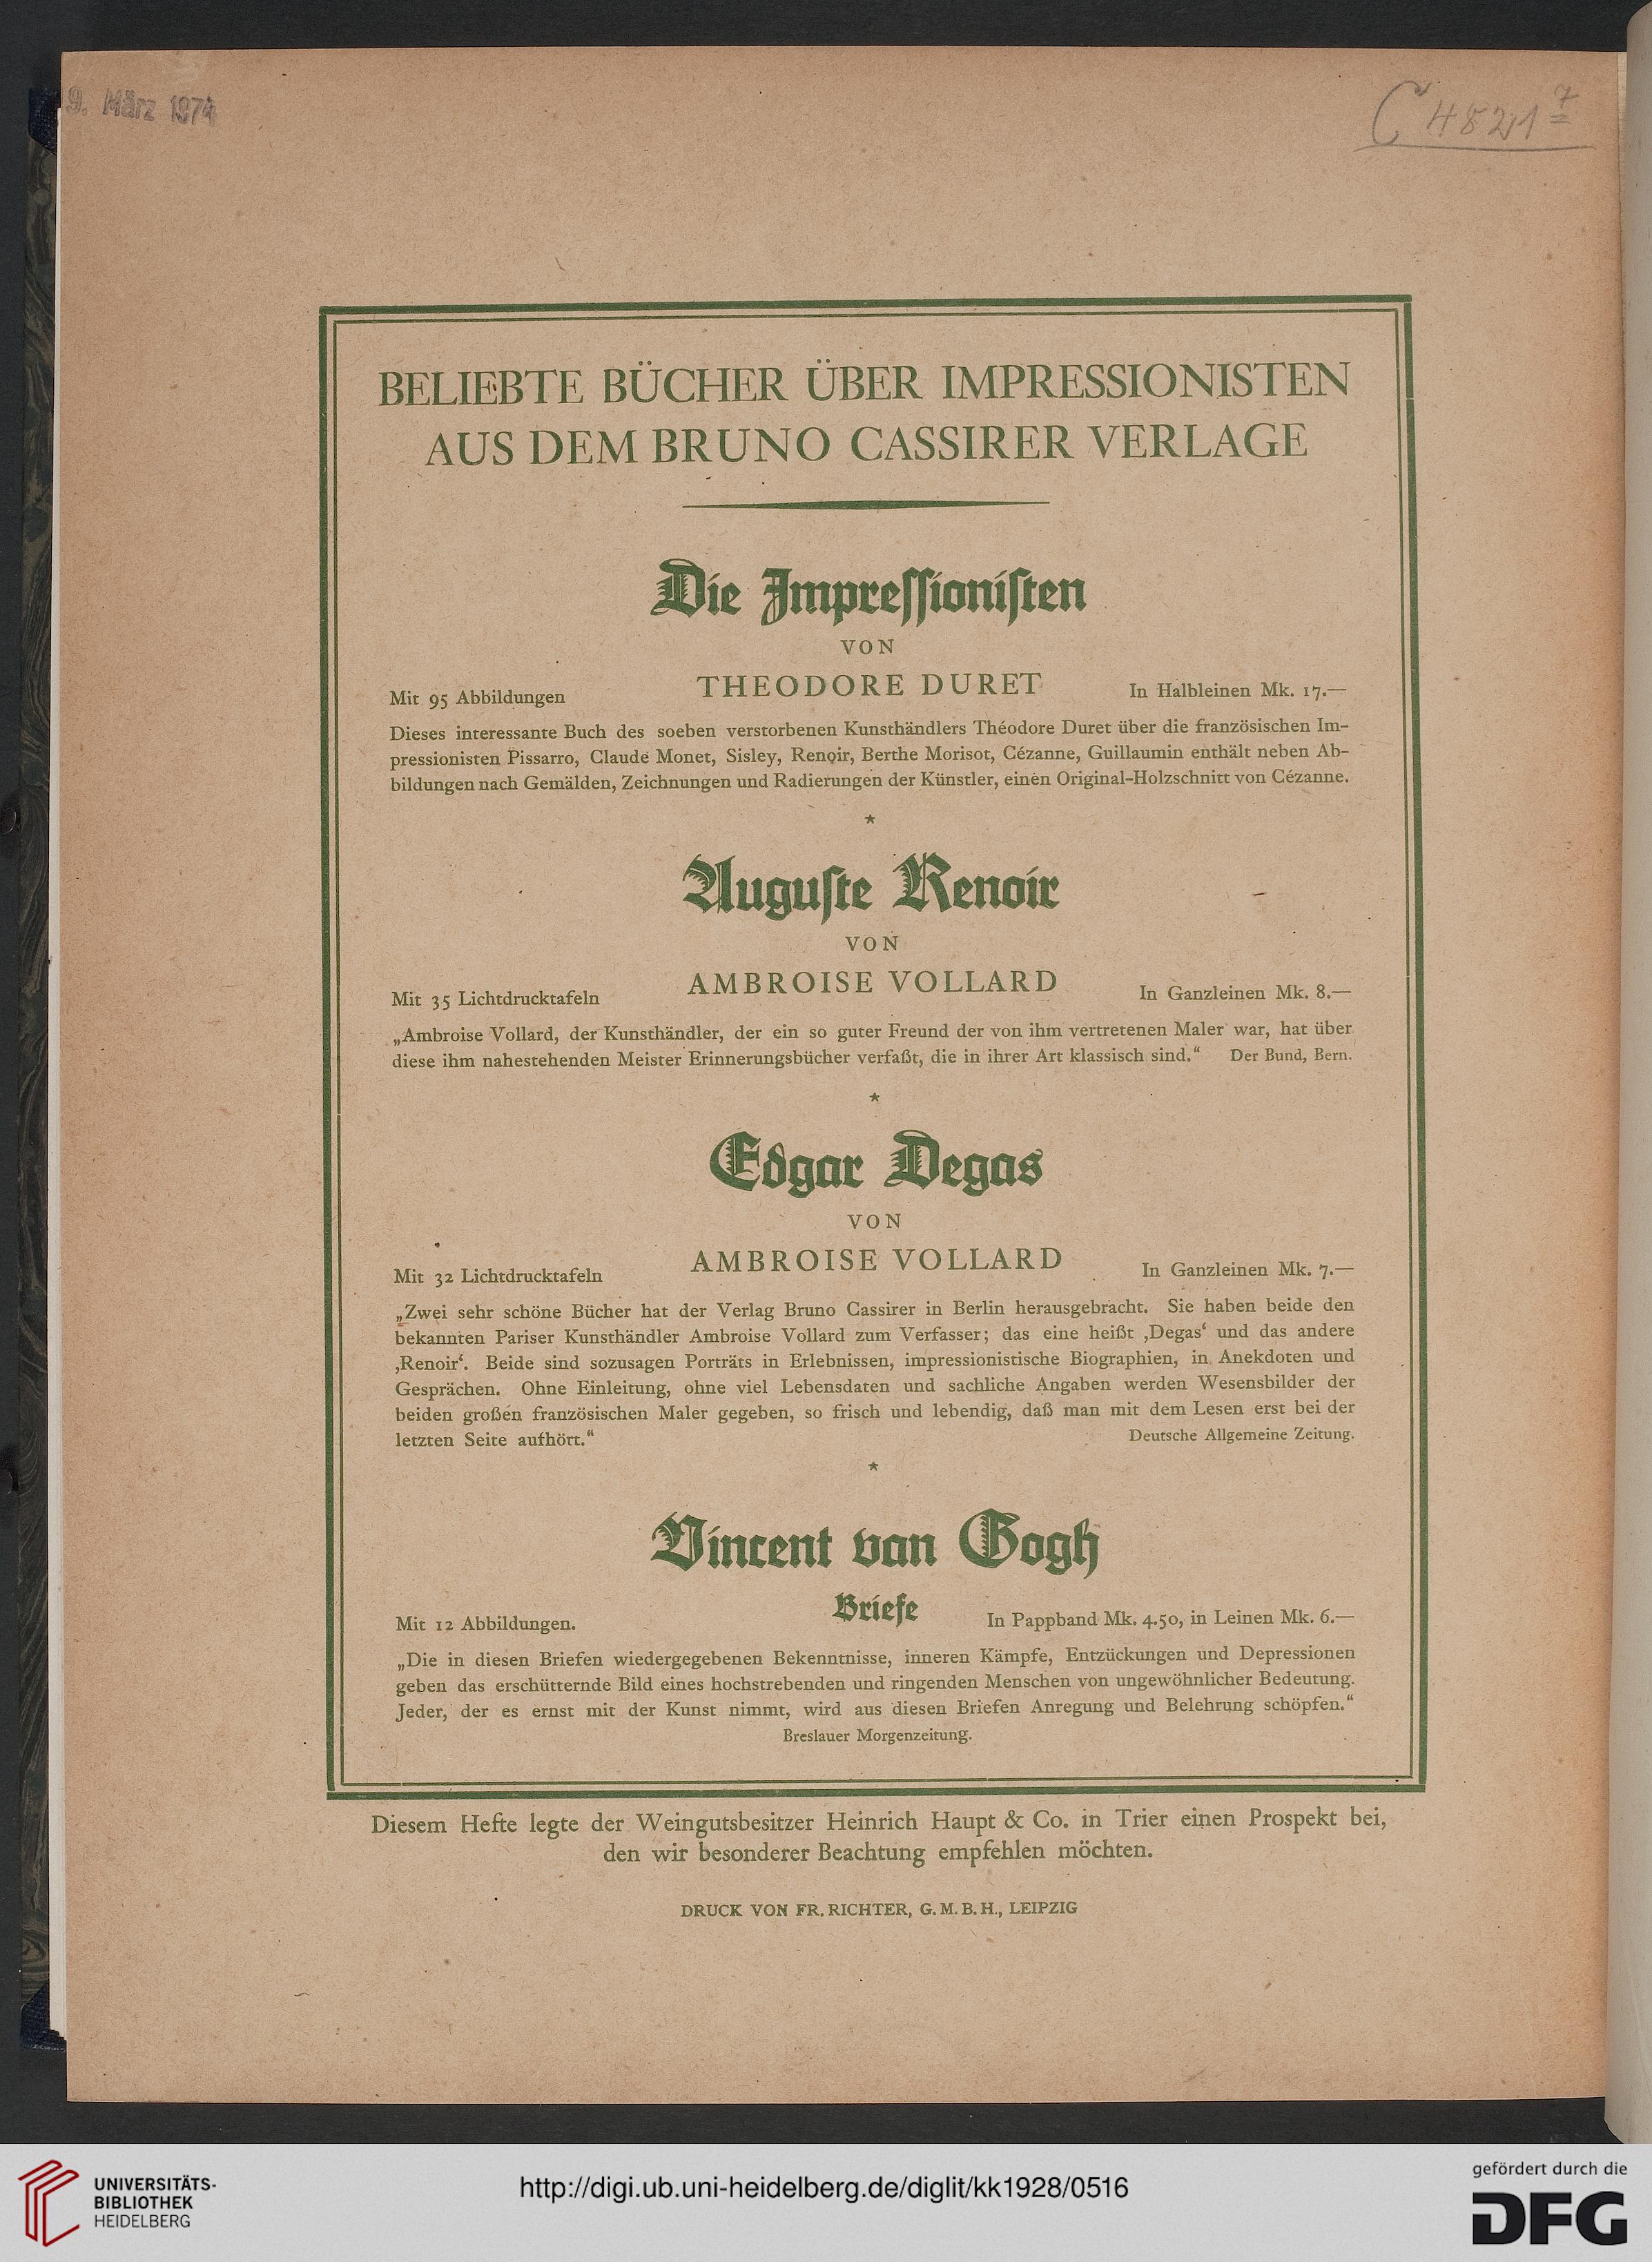 9. März 1974
C 4821 7
BELIEBTE BÜCHER ÜBER IMPRESSIONISTEN
AUS DEM BRUNO CASSIRER VERLAGE
Die Impressionisten
VON
THEODORE DURET
Mit 95 Abbildungen
In Halbleinen Mk. 17.—
Dieses interessante Buch des soeben verstorbenen Kunsthändlers Théodore Duret über die französischen Im-
pressionisten Pissarro, Claude Monet, Sisley, Renoir, Berthe Morisot, Cézanne, Guillaumin enthält neben Ab-
bildungen nach Gemälden, Zeichnungen und Radierungen der Künstler, einen Original-Holzschnitt von Cézanne.
*
Auguste Renoir
VON
AMBROISE VOLLARD
Mit 35 Lichtdrucktafeln
In Ganzleinen Mk. 8.—
„Ambroise Vollard, der Kunsthändler, der ein so guter Freund der von ihm vertretenen Maler war, hat über
diese ihm nahestehenden Meister Erinnerungsbücher verfaßt, die in ihrer Art klassisch sind.“ Der Bund, Bern.
*
Edgar Degas
VON
AMBROISE VOLLARD
Mit 32 Lichtdrucktafeln
In Ganzleinen Mk. 7.—
„Zwei sehr schöne Bücher hat der Verlag Bruno Cassirer in Berlin herausgebracht. Sie haben beide den
bekannten Pariser Kunsthändler Ambroise Vollard zum Verfasser; das eine heißt ‚Degas‘ und das andere
‚Renoir‘. Beide sind sozusagen Porträts in Erlebnissen, impressionistische Biographien, in Anekdoten und
Gesprächen. Ohne Einleitung, ohne viel Lebensdaten und sachliche Angaben werden Wesensbilder der
beiden großen französischen Maler gegeben, so frisch und lebendig, daß man mit dem Lesen erst bei der
letzten Seite aufhört.“ Deutsche Allgemeine Zeitung.
*
Vincent van Gogh
Briefe
Mit 12 Abbildungen.
In Pappband Mk. 4.50, in Leinen Mk. 6.—
„Die in diesen Briefen wiedergegebenen Bekenntnisse, inneren Kämpfe, Entzückungen und Depressionen
geben das erschütternde Bild eines hochstrebenden und ringenden Menschen von ungewöhnlicher Bedeutung.
Jeder, der es ernst mit der Kunst nimmt, wird aus diesen Briefen Anregung und Belehrung schöpfen.“
Breslauer Morgenzeitung.
Diesem Hefte legte der Weingutsbesitzer Heinrich Haupt & Co. in Trier einen Prospekt bei,
den wir besonderer Beachtung empfehlen möchten.
DRUCK VON FR. RICHTER, G. M. B. H., LEIPZIG
UNIVERSITÄTS-
BIBLIOTHEK
HEIDELBERG
http://digi.ub.uni-heidelberg.de/diglit/kk1928/0516
gefördert durch die
DFG